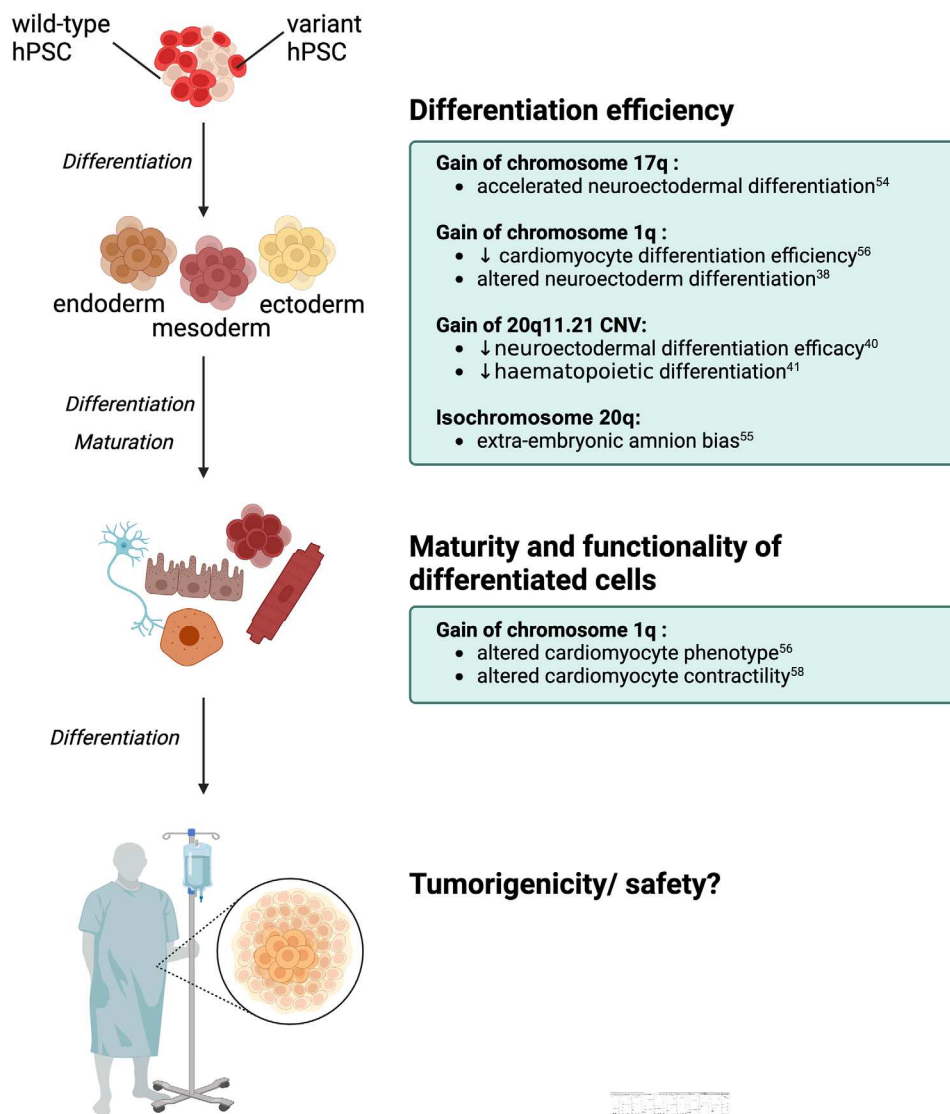 wild-type
hPSC
variant
hPSC
Differentiation
endoderm
mesoderm
ectoderm
Differentiation
Maturation
Differentiation
Differentiation efficiency
Gain of chromosome 17q :
• accelerated neuroectodermal differentiation⁵⁴
Gain of chromosome 1q :
• ↓ cardiomyocyte differentiation efficiency⁵⁶
• altered neuroectoderm differentiation³⁸
Gain of 20q11.21 CNV:
• ↓neuroectodermal differentiation efficacy⁴⁰
• ↓haematopoietic differentiation⁴¹
Isochromosome 20q:
• extra-embryonic amnion bias⁵⁵
Maturity and functionality of
differentiated cells
Gain of chromosome 1q :
• altered cardiomyocyte phenotype⁵⁶
• altered cardiomyocyte contractility⁵⁸
Tumorigenicity/ safety?